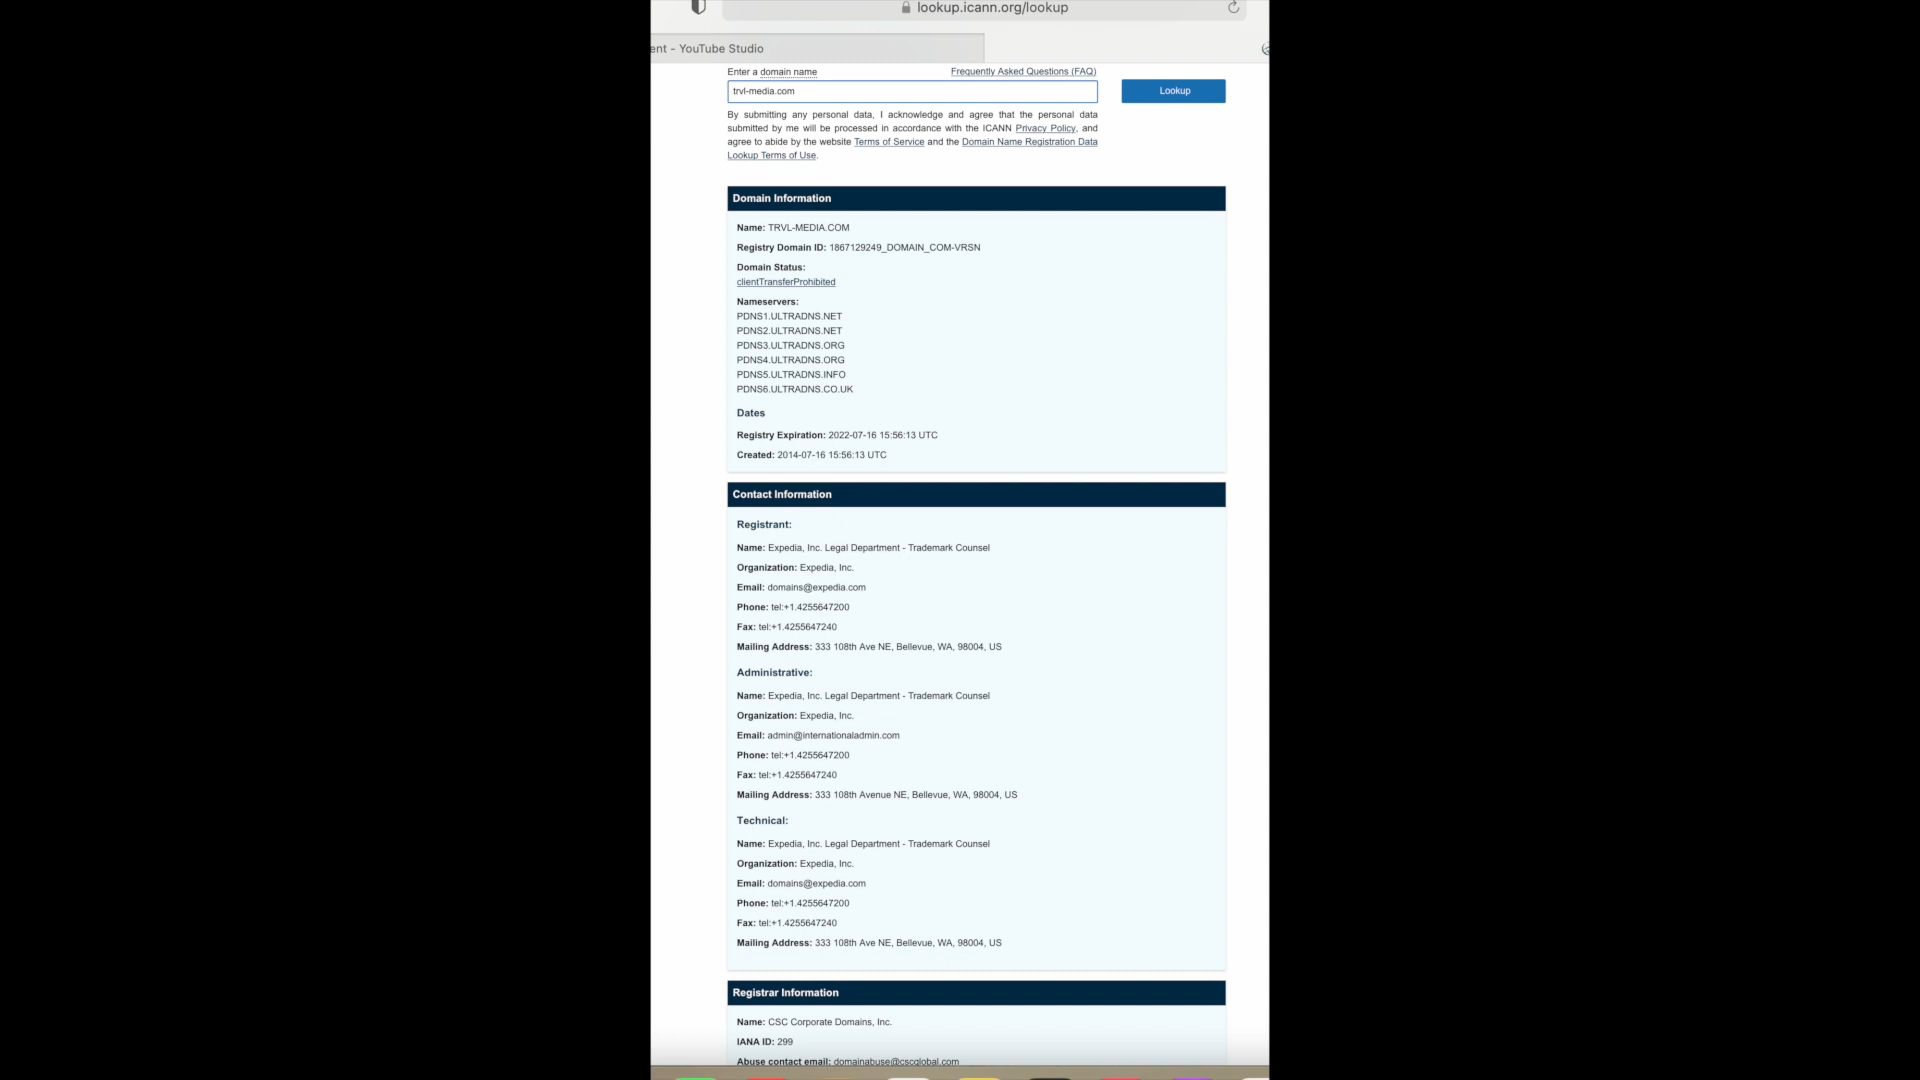 lookup.icann.org/lookup
ent - YouTube Studio
Enter a domain name
Frequently Asked Questions (FAQ)
trvl-media.com
Lookup
By submitting any personal data, I acknowledge and agree that the personal data
submitted by me will be processed in accordance with the ICANN Privacy Policy, and
agree to abide by the website Terms of Service and the Domain Name Registration Data
Lookup Terms of Use.
Domain Information
Name: TRVL-MEDIA.COM
Registry Domain ID: 1867129249_DOMAIN_COM-VRSN
Domain Status:
clientTransferProhibited
Nameservers:
PDNS1.ULTRADNS.NET
PDNS2.ULTRADNS.NET
PDNS3.ULTRADNS.ORG
PDNS4.ULTRADNS.ORG
PDNS5.ULTRADNS.INFO
PDNS6.ULTRADNS.CO.UK
Dates
Registry Expiration: 2022-07-16 15:56:13 UTC
Created: 2014-07-16 15:56:13 UTC
Contact Information
Registrant:
Name: Expedia, Inc. Legal Department - Trademark Counsel
Organization: Expedia, Inc.
Email: domains@expedia.com
Phone: tel:+1.4255647200
Fax: tel:+1.4255647240
Mailing Address: 333 108th Ave NE, Bellevue, WA, 98004, US
Administrative:
Name: Expedia, Inc. Legal Department - Trademark Counsel
Organization: Expedia, Inc.
Email: admin@internationaladmin.com
Phone: tel:+1.4255647200
Fax: tel:+1.4255647240
Mailing Address: 333 108th Avenue NE, Bellevue, WA, 98004, US
Technical:
Name: Expedia, Inc. Legal Department - Trademark Counsel
Organization: Expedia, Inc.
Email: domains@expedia.com
Phone: tel:+1.4255647200
Fax: tel:+1.4255647240
Mailing Address: 333 108th Ave NE, Bellevue, WA, 98004, US
Registrar Information
Name: CSC Corporate Domains, Inc.
IANA ID: 299
Abuse contact email: domainabuse@cscglobal.com